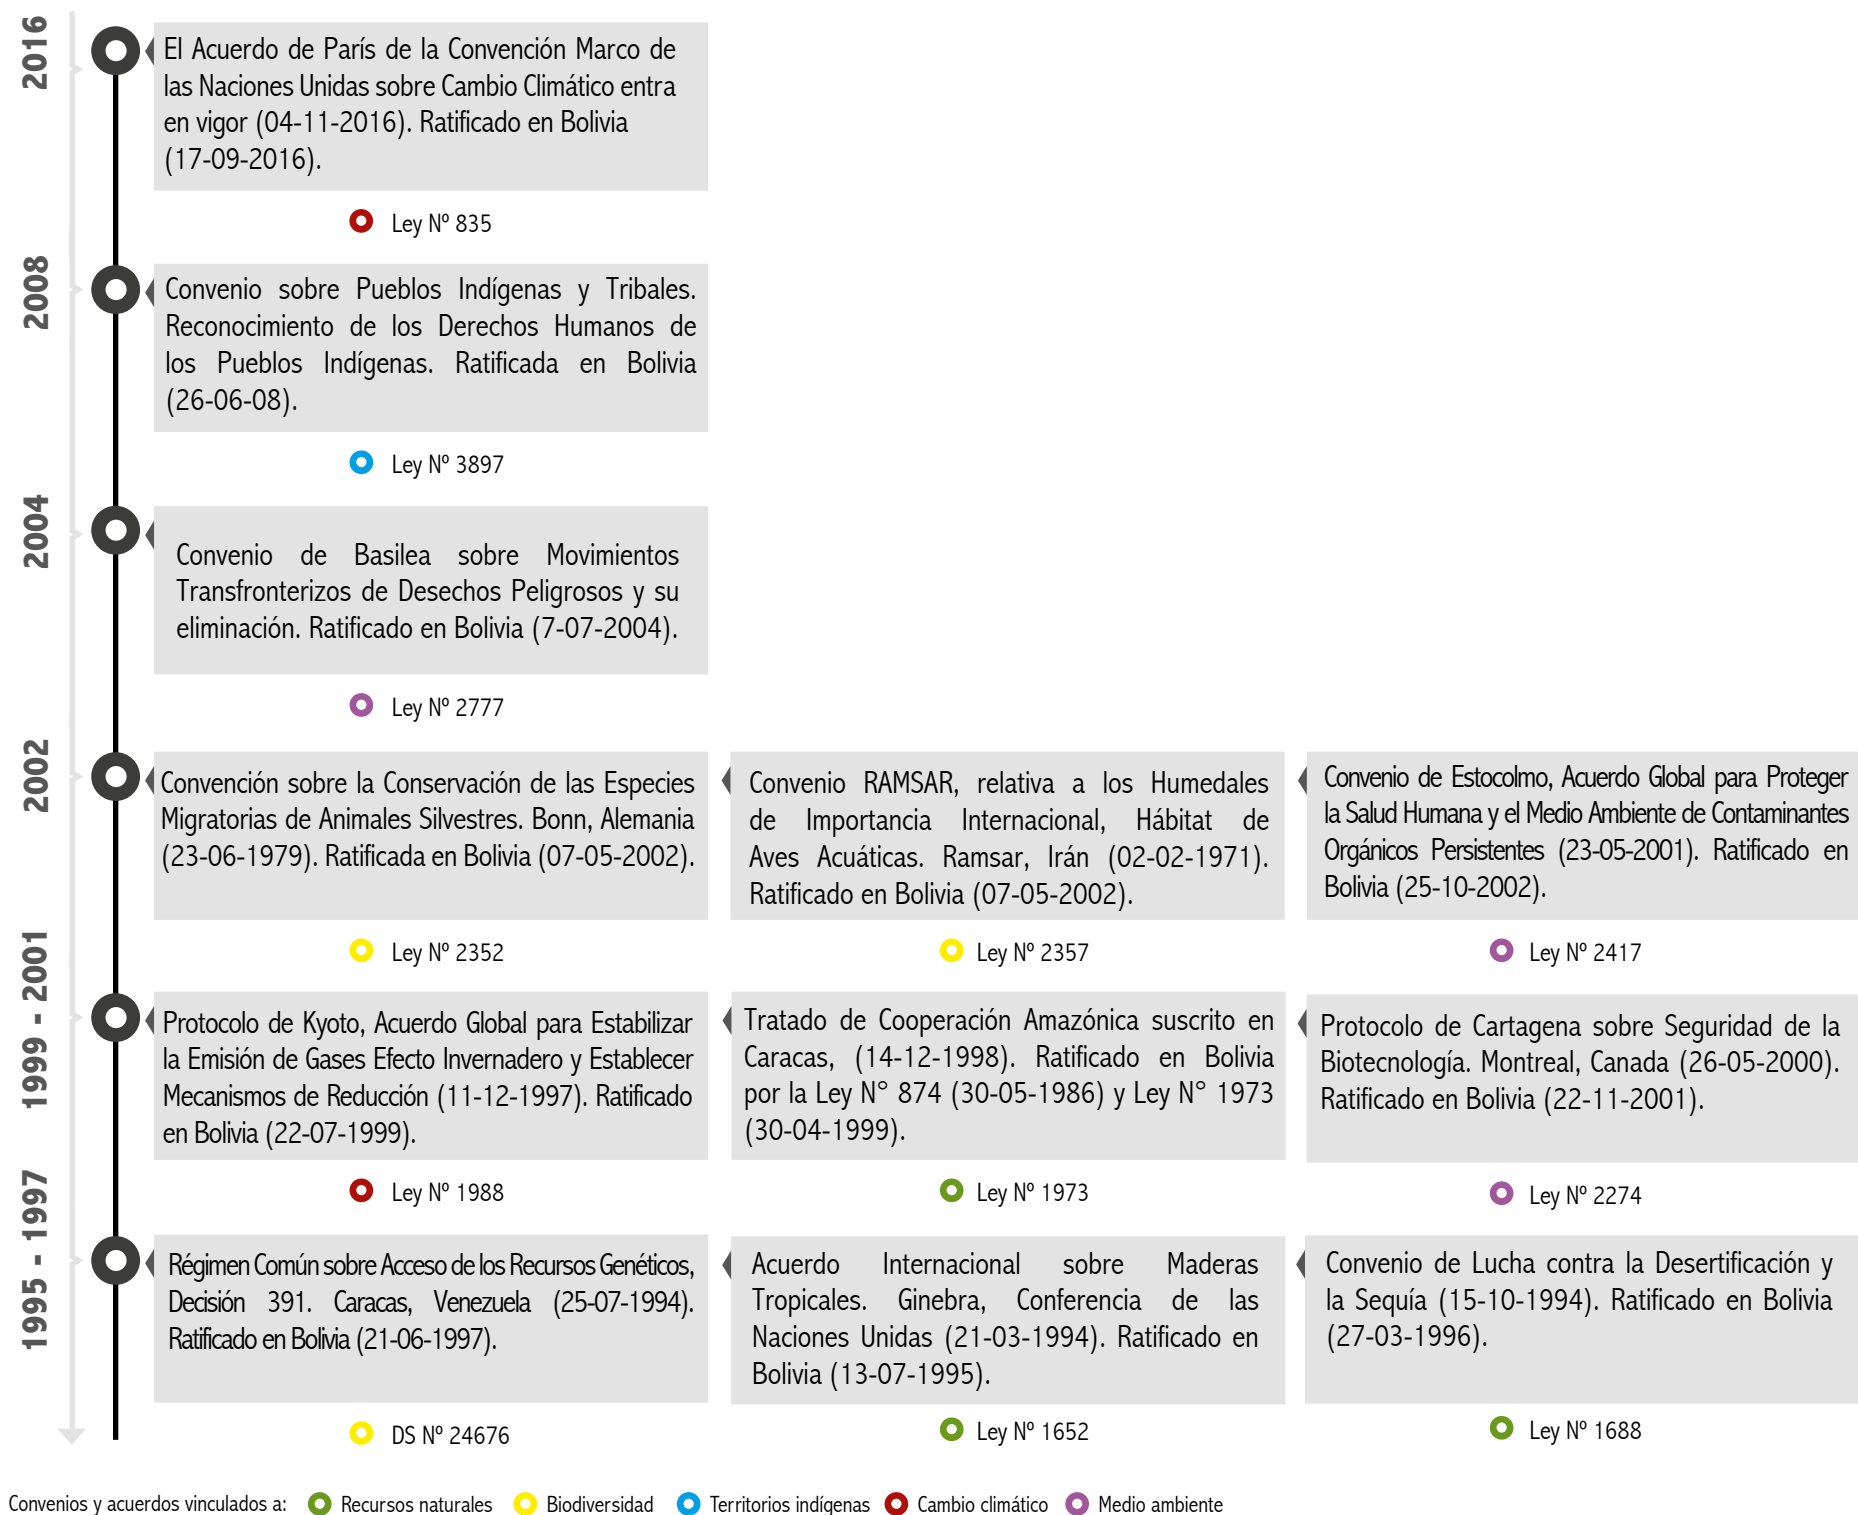 2016
El Acuerdo de París de la Convención Marco de
las Naciones Unidas sobre Cambio Climático entra
en vigor (04-11-2016). Ratificado en Bolivia
(17-09-2016).
Ley Nº 835
2008
Convenio sobre Pueblos Indígenas y Tribales.
Reconocimiento de los Derechos Humanos de
los Pueblos Indígenas. Ratificada en Bolivia
(26-06-08).
Ley Nº 3897
2004
Convenio de Basilea sobre Movimientos
Transfronterizos de Desechos Peligrosos y su
eliminación. Ratificado en Bolivia (7-07-2004).
Ley Nº 2777
2002
Convención sobre la Conservación de las Especies
Migratorias de Animales Silvestres. Bonn, Alemania
(23-06-1979). Ratificada en Bolivia (07-05-2002).
Ley Nº 2352
Convenio RAMSAR, relativa a los Humedales
de Importancia Internacional, Hábitat de
Aves Acuáticas. Ramsar, Irán (02-02-1971).
Ratificado en Bolivia (07-05-2002).
Ley Nº 2357
Convenio de Estocolmo, Acuerdo Global para Proteger
la Salud Humana y el Medio Ambiente de Contaminantes
Orgánicos Persistentes (23-05-2001). Ratificado en
Bolivia (25-10-2002).
Ley Nº 2417
1999 - 2001
Protocolo de Kyoto, Acuerdo Global para Estabilizar
la Emisión de Gases Efecto Invernadero y Establecer
Mecanismos de Reducción (11-12-1997). Ratificado
en Bolivia (22-07-1999).
Ley Nº 1988
Tratado de Cooperación Amazónica suscrito en
Caracas, (14-12-1998). Ratificado en Bolivia
por la Ley N° 874 (30-05-1986) y Ley N° 1973
(30-04-1999).
Ley Nº 1973
Protocolo de Cartagena sobre Seguridad de la
Biotecnología. Montreal, Canada (26-05-2000).
Ratificado en Bolivia (22-11-2001).
Ley Nº 2274
1995 - 1997
Régimen Común sobre Acceso de los Recursos Genéticos,
Decisión 391. Caracas, Venezuela (25-07-1994).
Ratificado en Bolivia (21-06-1997).
DS Nº 24676
Acuerdo Internacional sobre Maderas
Tropicales. Ginebra, Conferencia de las
Naciones Unidas (21-03-1994). Ratificado en
Bolivia (13-07-1995).
Ley Nº 1652
Convenio de Lucha contra la Desertificación y
la Sequía (15-10-1994). Ratificado en Bolivia
(27-03-1996).
Ley Nº 1688
Convenios y acuerdos vinculados a: Recursos naturales Biodiversidad Territorios indígenas Cambio climático Medio ambiente